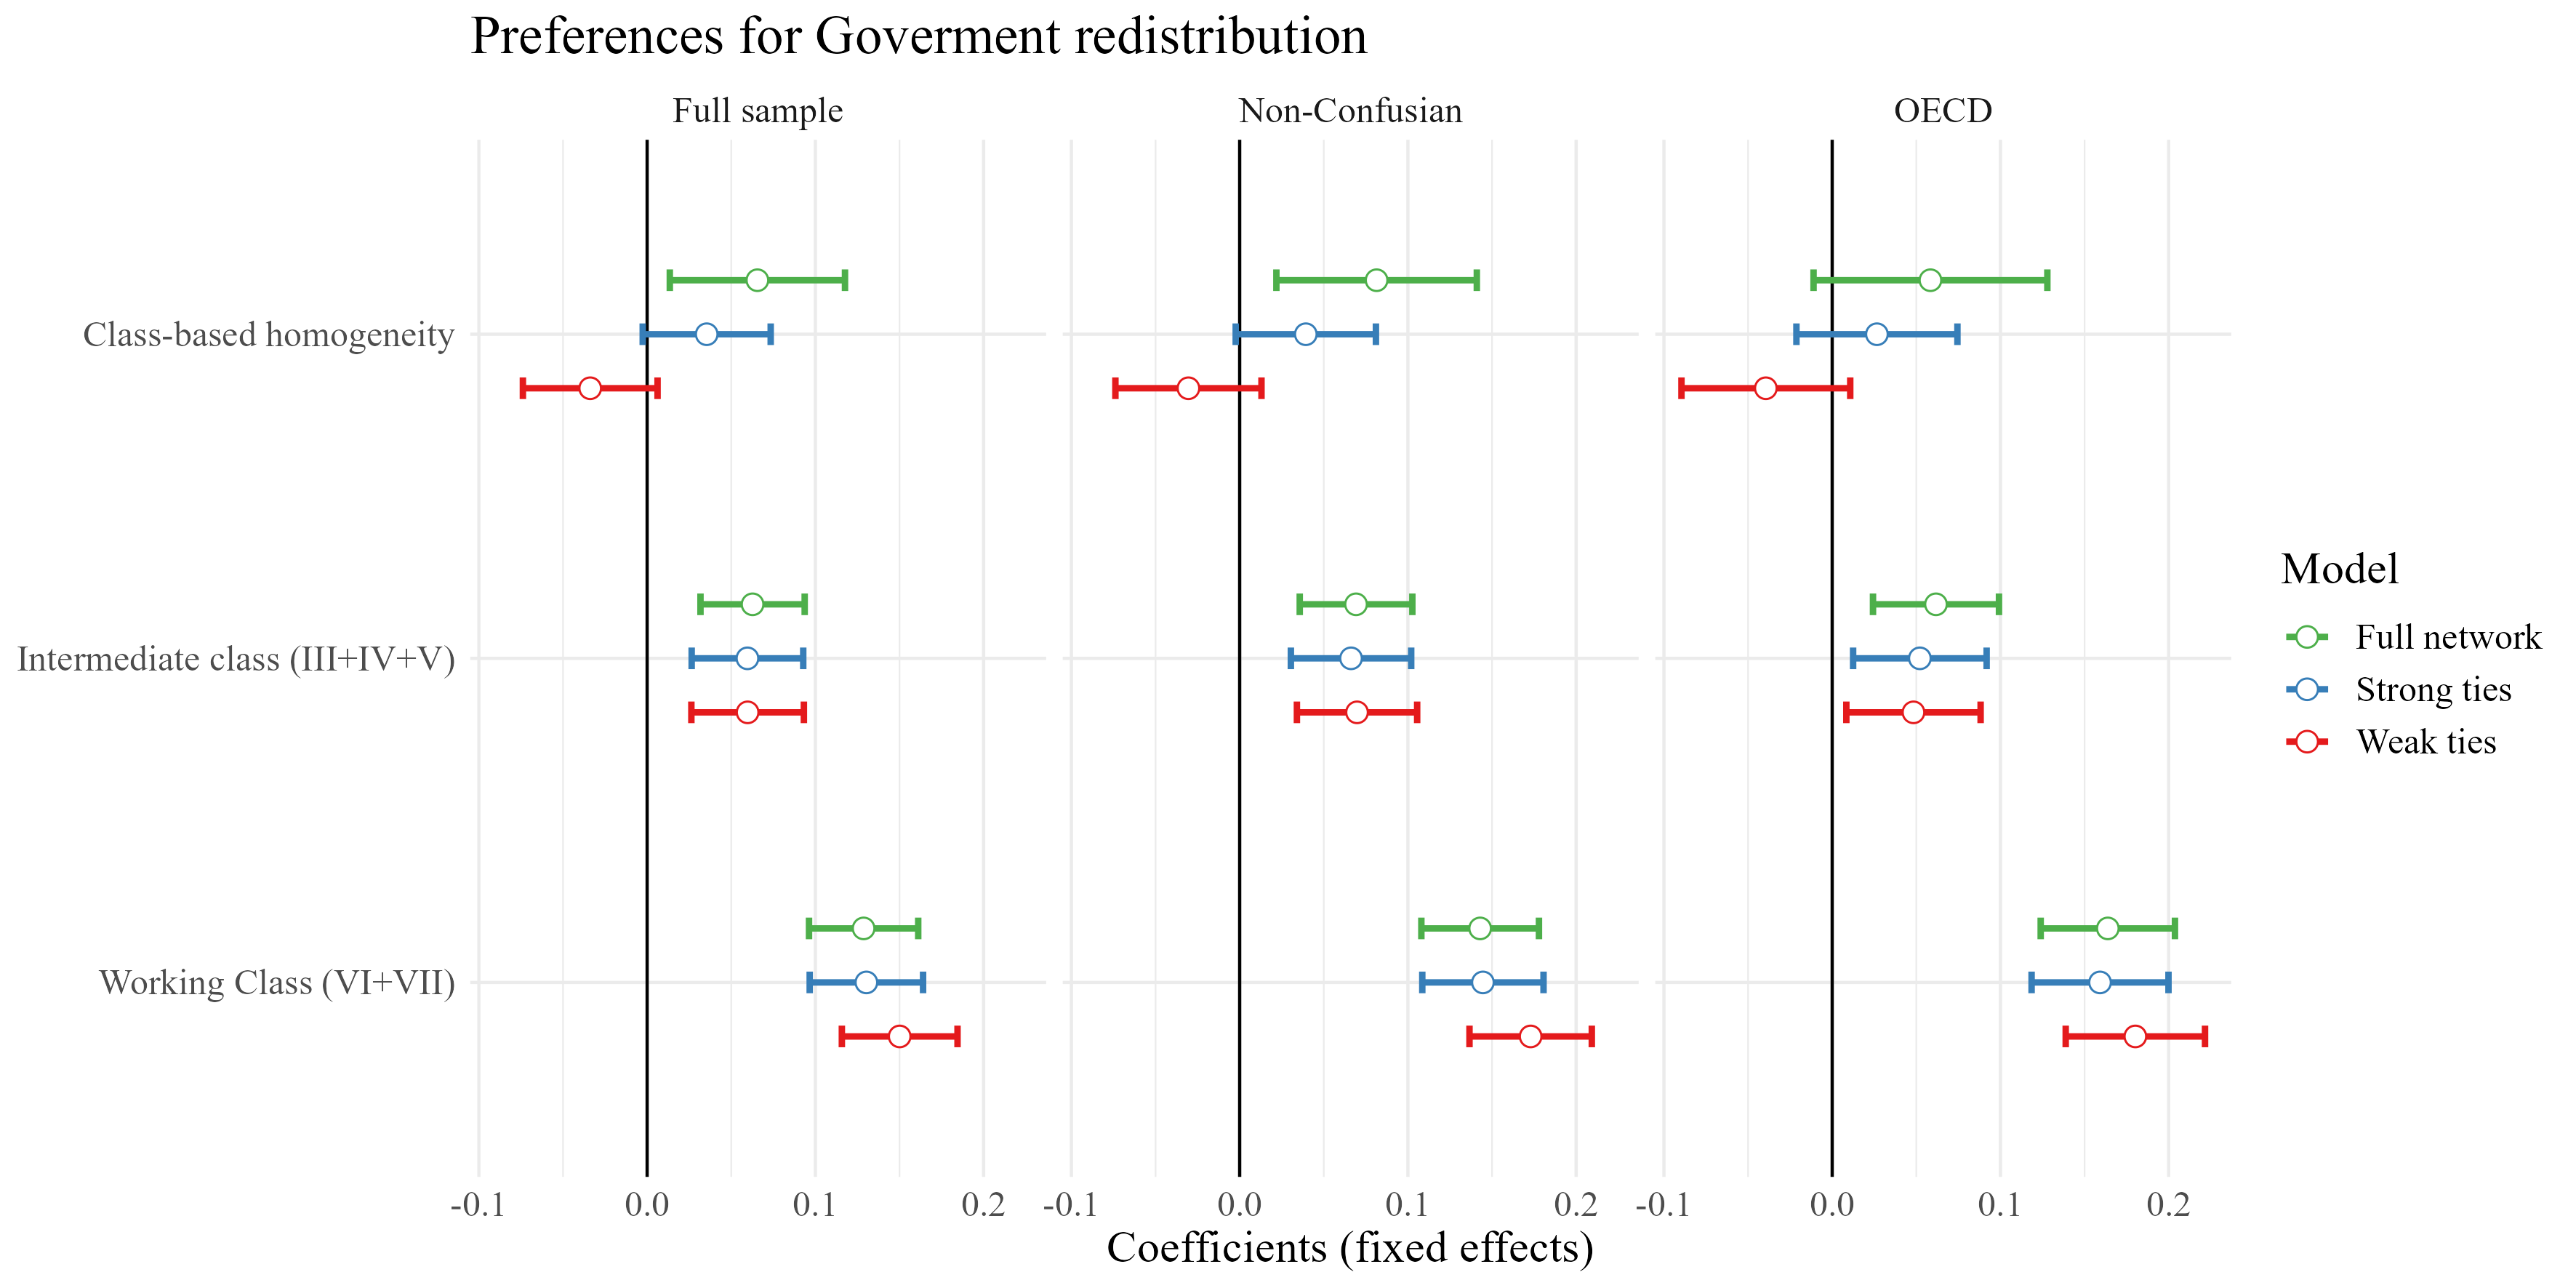 Preferences for Goverment redistribution
Full sample
Non-Confusian
OECD
Class-based homogeneity
Intermediate class (III+IV+V)
Working Class (VI+VII)
Model
Full network
Strong ties
Weak ties
-0.1 0.0 0.1 0.2 -0.1 0.0 0.1 0.2 -0.1 0.0 0.1 0.2
Coefficients (fixed effects)